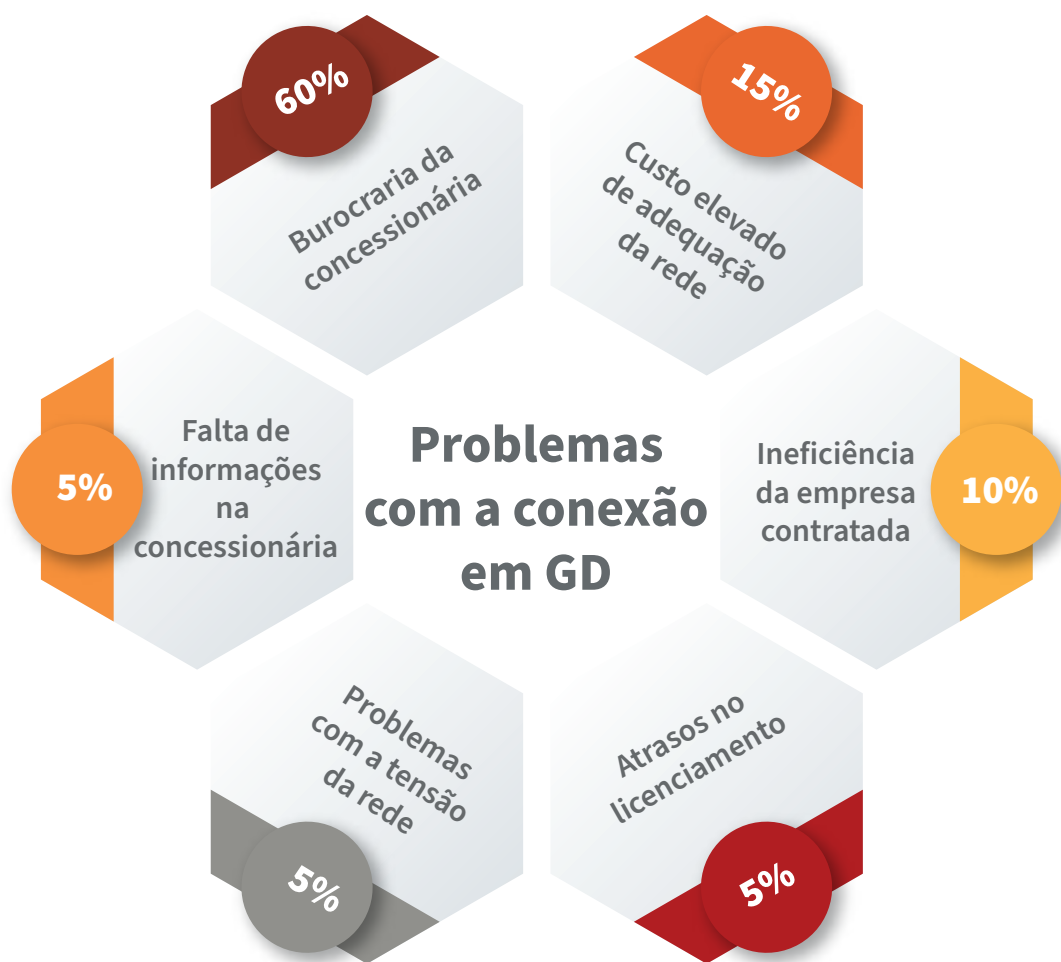 60%
Burocraria da
concessionária
15%
Custo elevado
de adequação
da rede
5%
Falta de
informações
na
concessionária
Problemas
com a conexão
em GD
Ineficiência
da empresa
contratada
10%
Problemas
com a tensão
da rede
5%
Atrasos no
licenciamento
5%